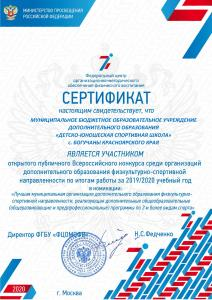 МИНИСТЕРСТВО ПРОСВЕЩЕНИЯ
РОССИЙСКОЙ ФЕДЕРАЦИИ
Федеральный центр
организационно-методического
обеспечения физического воспитания
СЕРТИФИКАТ
настоящим свидетельствует, что
МУНИЦИПАЛЬНОЕ БЮДЖЕТНОЕ ОБРАЗОВАТЕЛЬНОЕ УЧРЕЖДЕНИЕ
ДОПОЛНИТЕЛЬНОГО ОБРАЗОВАНИЯ
«ДЕТСКО-ЮНОШЕСКАЯ СПОРТИВНАЯ ШКОЛА»
с. БОГУЧАНЫ КРАСНОЯРСКОГО КРАЯ
ЯВЛЯЕТСЯ УЧАСТНИКОМ
открытого публичного Всероссийского конкурса среди организаций
дополнительного образования физкультурно-спортивной
направленности по итогам работы за 2019/2020 учебный год
в номинации:
«Лучшая муниципальная организация дополнительного образования физкультурно-
спортивной направленности, реализующая дополнительные общеобразовательные
(общеразвивающие и предпрофессиональные) программы по 3 и более видам спорта»
Директор ФГБУ «ФЦОМОФВ»
Н.С. Федченко
2020
г. Москва